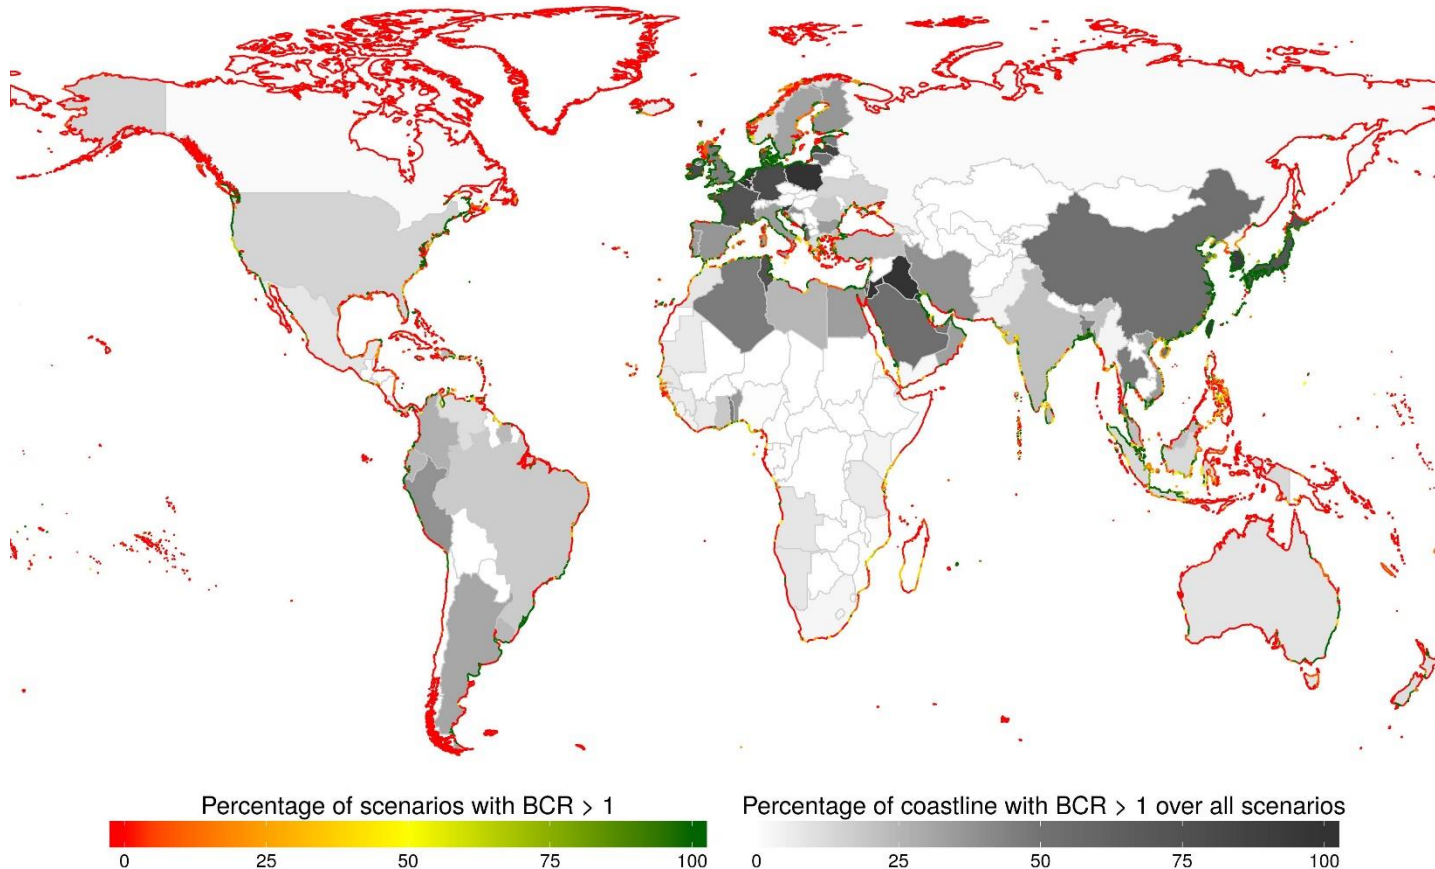 Percentage of scenarios with BCR > 1
0 25 50 75 100
Percentage of coastline with BCR > 1 over all scenarios
0 25 50 75 100